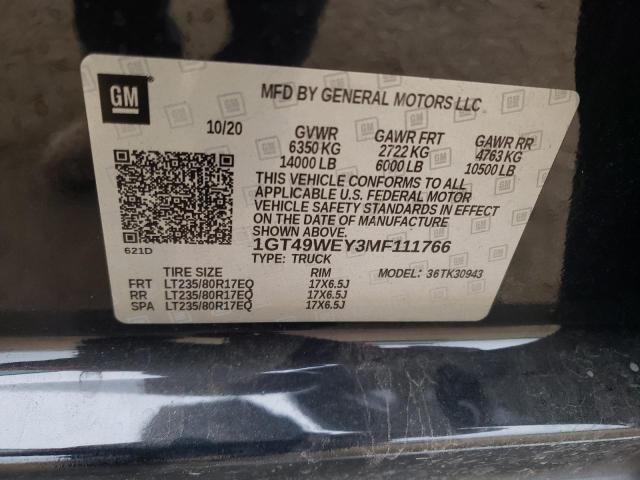 GM
MFD BY GENERAL MOTORS LLC
10/20 GVWR GAWR FRT GAWR RR
6350 KG 2722 KG 4763 KG
14000 LB 6000 LB 10500 LB
THIS VEHICLE CONFORMS TO ALL
APPLICABLE U.S. FEDERAL MOTOR
VEHICLE SAFETY STANDARDS IN EFFECT
ON THE DATE OF MANUFACTURE
SHOWN ABOVE.
621D
1GT49WEY3MF111766
TYPE: TRUCK MODEL: 36TK30943
TIRE SIZE RIM
FRT LT235/80R17EQ 17X6.5J
RR LT235/80R17EQ 17X6.5J
SPA LT235/80R17EQ 17X6.5J